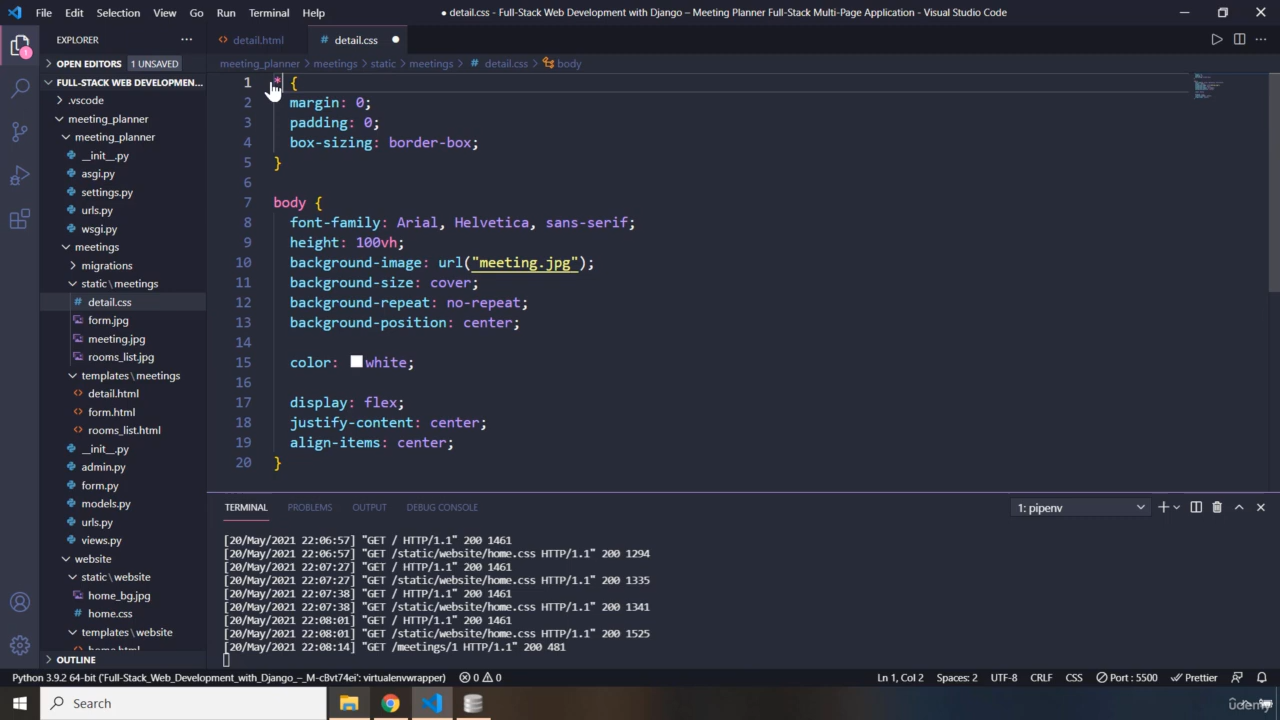 File Edit Selection View Go Run Terminal Help
● detail.css - Full-Stack Web Development with Django – Meeting Planner Full-Stack Multi-Page Application - Visual Studio Code
EXPLORER
OPEN EDITORS 1 UNSAVED
FULL-STACK WEB DEVELOPMEN...
.vscode
meeting_planner
meeting_planner
__init__.py
asgi.py
settings.py
urls.py
wsgi.py
meetings
migrations
static\meetings
detail.css
form.jpg
meeting.jpg
rooms_list.jpg
templates\meetings
detail.html
form.html
rooms_list.html
__init__.py
admin.py
form.py
models.py
urls.py
views.py
website
static\website
home_bg.jpg
home.css
templates\website
home.html
OUTLINE
detail.html
# detail.css ●
meeting_planner > meetings > static > meetings > # detail.css > body
1 * {
2 margin: 0;
3 padding: 0;
4 box-sizing: border-box;
5 }
6
7 body {
8 font-family: Arial, Helvetica, sans-serif;
9 height: 100vh;
10 background-image: url("meeting.jpg");
11 background-size: cover;
12 background-repeat: no-repeat;
13 background-position: center;
14
15 color: white;
16
17 display: flex;
18 justify-content: center;
19 align-items: center;
20 }
TERMINAL PROBLEMS OUTPUT DEBUG CONSOLE
1: pipenv
[20/May/2021 22:06:57] "GET / HTTP/1.1" 200 1461
[20/May/2021 22:06:57] "GET /static/website/home.css HTTP/1.1" 200 1294
[20/May/2021 22:07:27] "GET / HTTP/1.1" 200 1461
[20/May/2021 22:07:27] "GET /static/website/home.css HTTP/1.1" 200 1335
[20/May/2021 22:07:38] "GET / HTTP/1.1" 200 1461
[20/May/2021 22:07:38] "GET /static/website/home.css HTTP/1.1" 200 1341
[20/May/2021 22:08:01] "GET / HTTP/1.1" 200 1461
[20/May/2021 22:08:01] "GET /static/website/home.css HTTP/1.1" 200 1525
[20/May/2021 22:08:14] "GET /meetings/1 HTTP/1.1" 200 481
Python 3.9.2 64-bit ('Full-Stack_Web_Development_with_Django_–_M-c8vt74ei': virtualenvwrapper) 0 0
Ln 1, Col 2 Spaces: 2 UTF-8 CRLF CSS Port : 5500 Prettier
Search
udemy